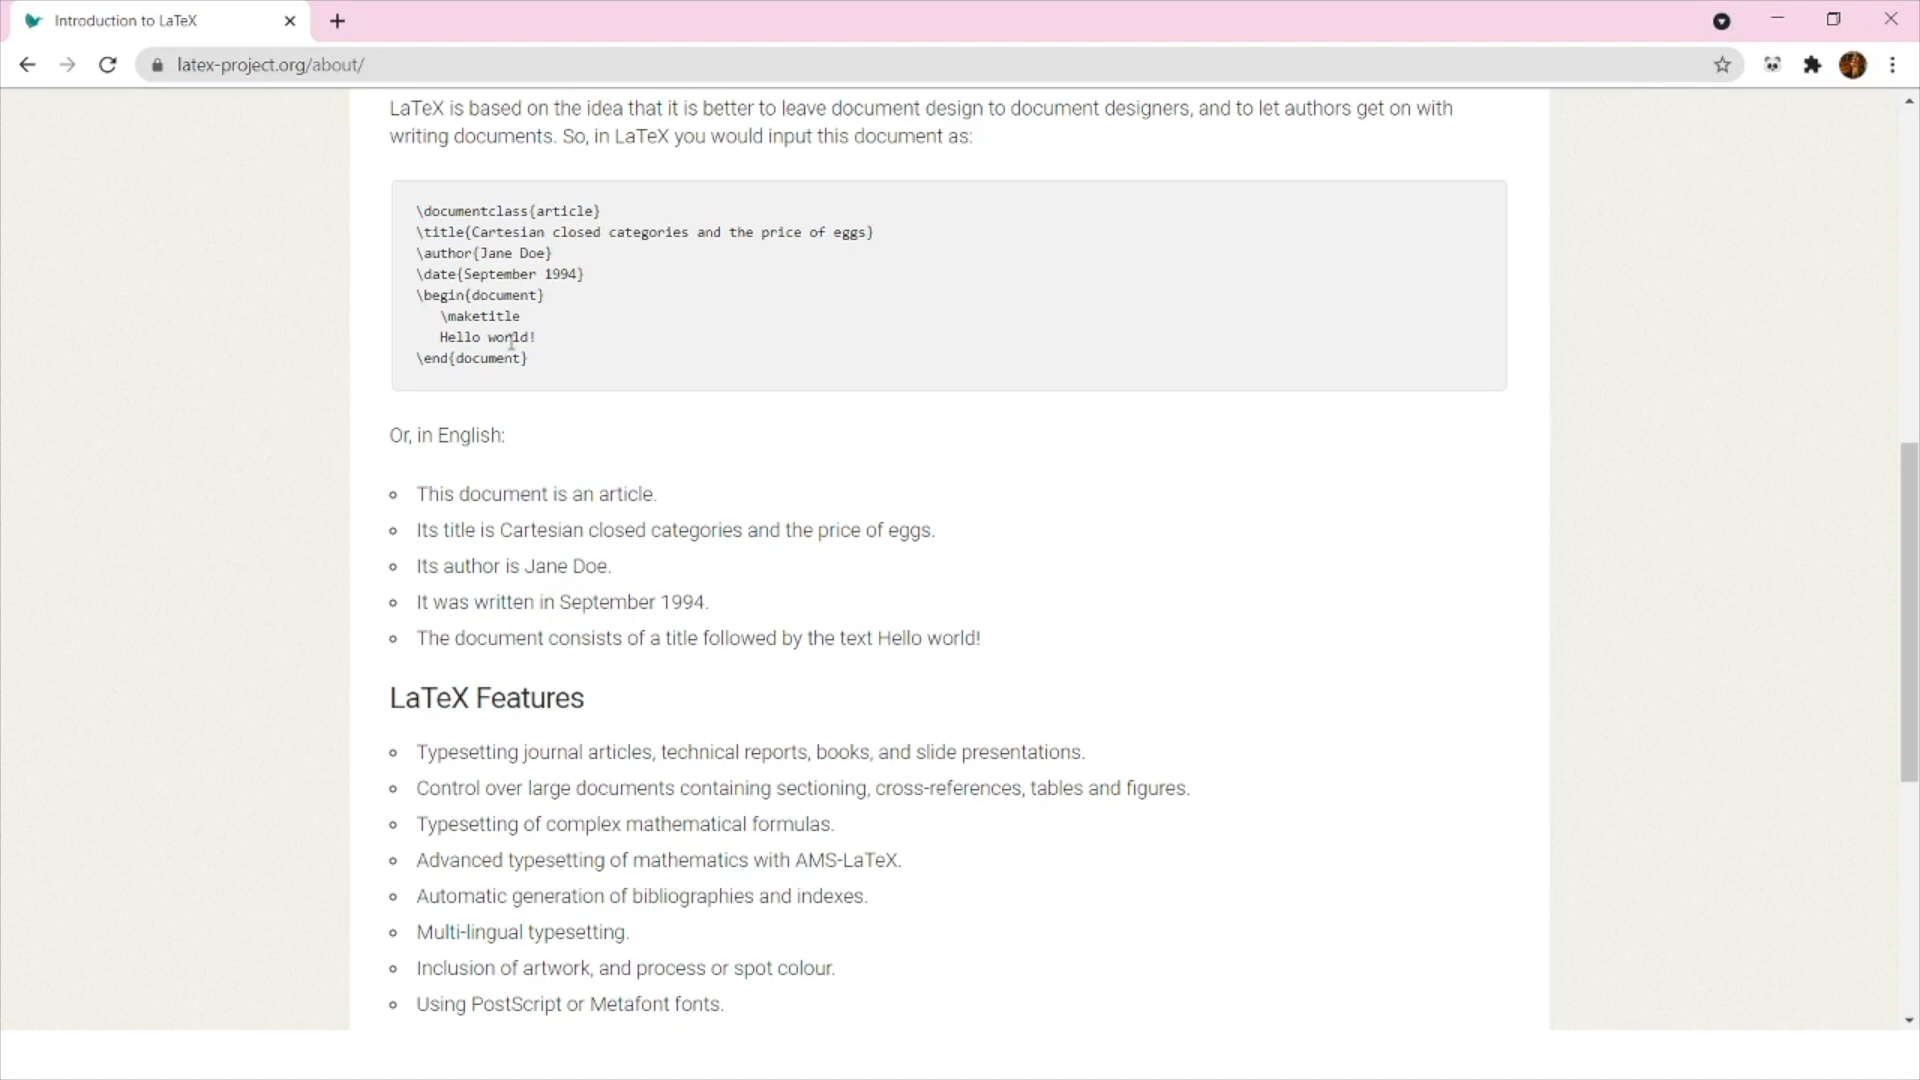 Introduction to LaTeX
latex-project.org/about/
LaTeX is based on the idea that it is better to leave document design to document designers, and to let authors get on with
writing documents. So, in LaTeX you would input this document as:
\documentclass{article}
\title{Cartesian closed categories and the price of eggs}
\author{Jane Doe}
\date{September 1994}
\begin{document}
   \maketitle
   Hello world!
\end{document}
Or, in English:
This document is an article.
Its title is Cartesian closed categories and the price of eggs.
Its author is Jane Doe.
It was written in September 1994.
The document consists of a title followed by the text Hello world!
LaTeX Features
Typesetting journal articles, technical reports, books, and slide presentations.
Control over large documents containing sectioning, cross-references, tables and figures.
Typesetting of complex mathematical formulas.
Advanced typesetting of mathematics with AMS-LaTeX.
Automatic generation of bibliographies and indexes.
Multi-lingual typesetting.
Inclusion of artwork, and process or spot colour.
Using PostScript or Metafont fonts.